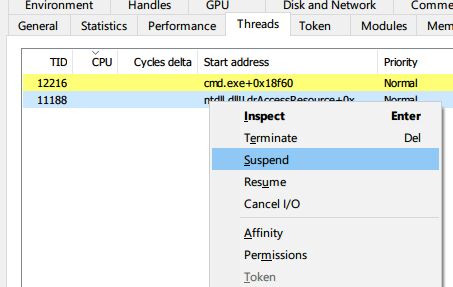 Environment Handles GPU Disk and Network
General Statistics Performance Threads Token Modules
TID CPU Cycles delta Start address Priority
12216 cmd.exe+0x18f60 Normal
11188 ntdll.dll!LdrAccessResource+0x Normal
Inspect Enter
Terminate Del
Suspend
Resume
Cancel I/O
Affinity
Permissions
Token